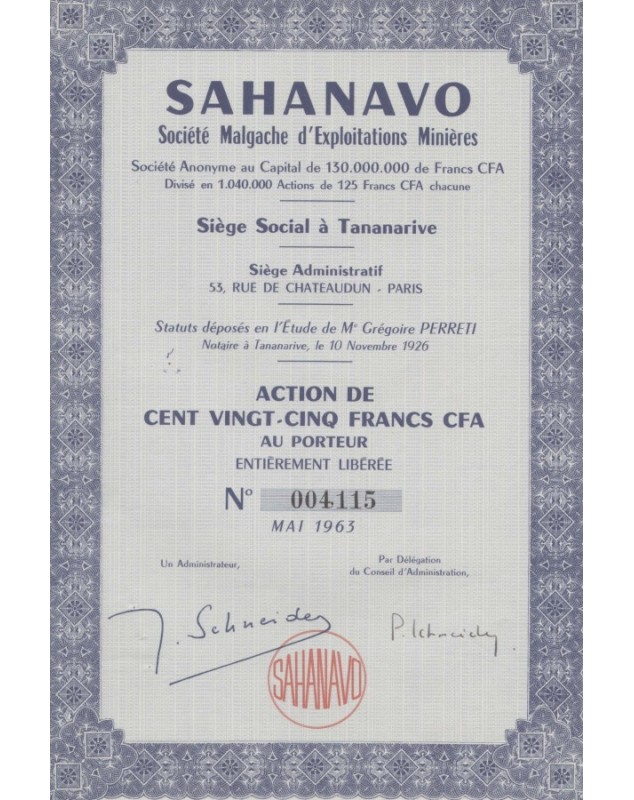 SAHANAVO
Société Malgache d'Exploitations Minières
Société Anonyme au Capital de 130.000.000 de Francs CFA
Divisé en 1.040.000 Actions de 125 Francs CFA chacune
Siège Social à Tananarive
Siège Administratif
53, RUE DE CHATEAUDUN - PARIS
Statuts déposés en l'Étude de Me Grégoire PERRETI
Notaire à Tananarive, le 10 Novembre 1926
ACTION DE
CENT VINGT-CINQ FRANCS CFA
AU PORTEUR
ENTIÈREMENT LIBÉRÉE
No 004115
MAI 1963
Un Administrateur,
Par Délégation
du Conseil d'Administration,
J. Schneider
P. Schneider
SAHANAVO